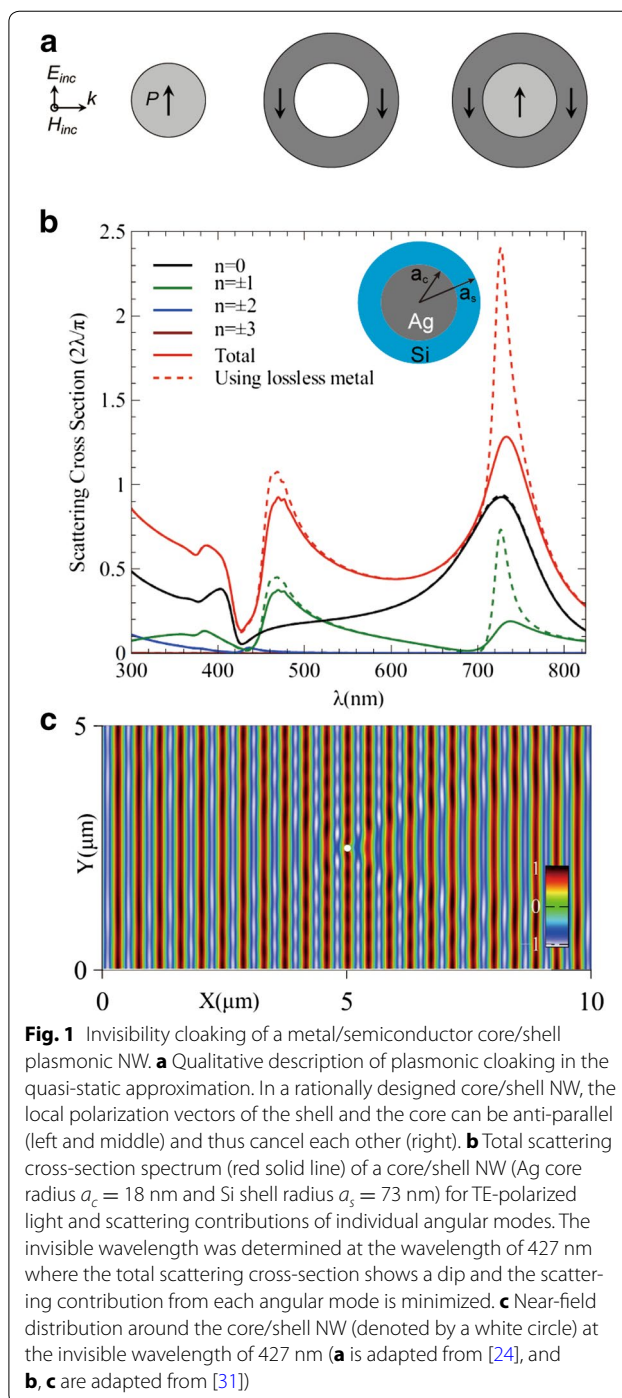 a
E_inc
k
H_inc
P
b
Scattering Cross Section (2λ/π)
2.5
2
1.5
1
0.5
0
n=0
n=±1
n=±2
n=±3
Total
Using lossless metal
a_c
a_s
Ag
Si
300
400
500
600
700
800
λ(nm)
c
5
Y(μm)
0
1
0
-1
0
X(μm)
5
10
Fig. 1 Invisibility cloaking of a metal/semiconductor core/shell
plasmonic NW. a Qualitative description of plasmonic cloaking in the
quasi-static approximation. In a rationally designed core/shell NW, the
local polarization vectors of the shell and the core can be anti-parallel
(left and middle) and thus cancel each other (right). b Total scattering
cross-section spectrum (red solid line) of a core/shell NW (Ag core
radius a_c = 18 nm and Si shell radius a_s = 73 nm) for TE-polarized
light and scattering contributions of individual angular modes. The
invisible wavelength was determined at the wavelength of 427 nm
where the total scattering cross-section shows a dip and the scatter-
ing contribution from each angular mode is minimized. c Near-field
distribution around the core/shell NW (denoted by a white circle) at
the invisible wavelength of 427 nm (a is adapted from [24], and
b, c are adapted from [31])